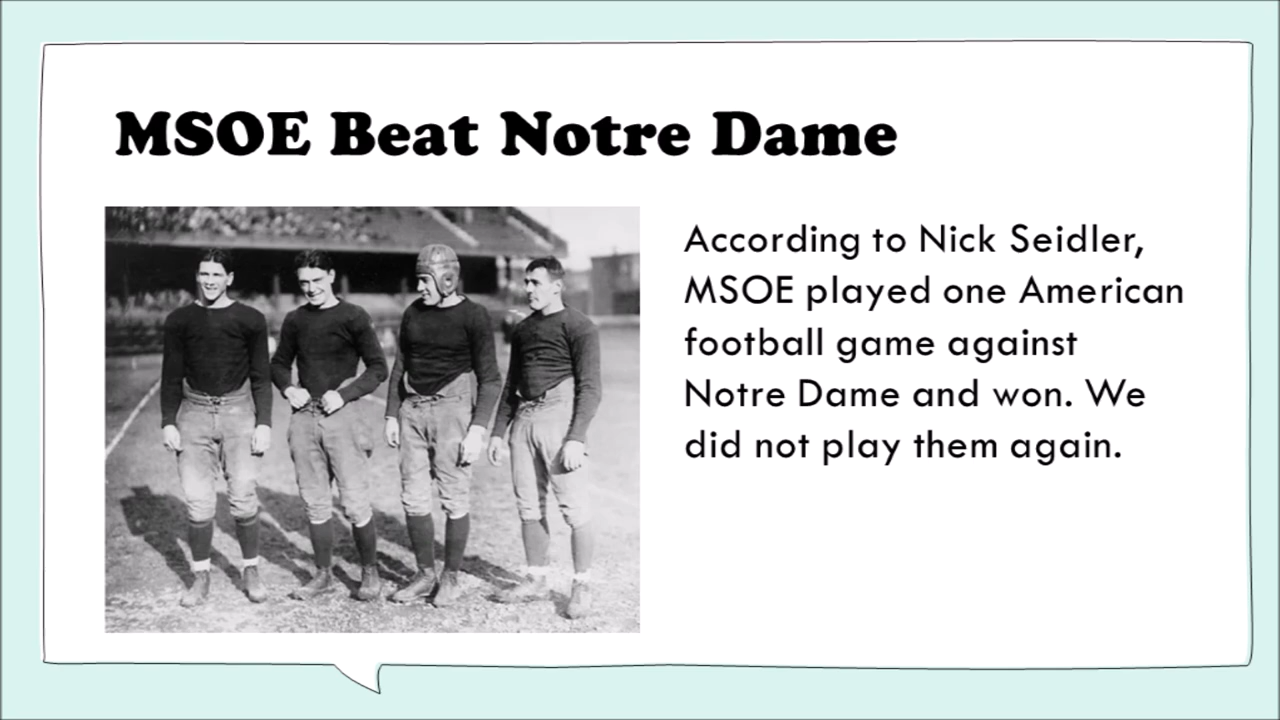 MSOE Beat Notre Dame
According to Nick Seidler,
MSOE played one American
football game against
Notre Dame and won. We
did not play them again.